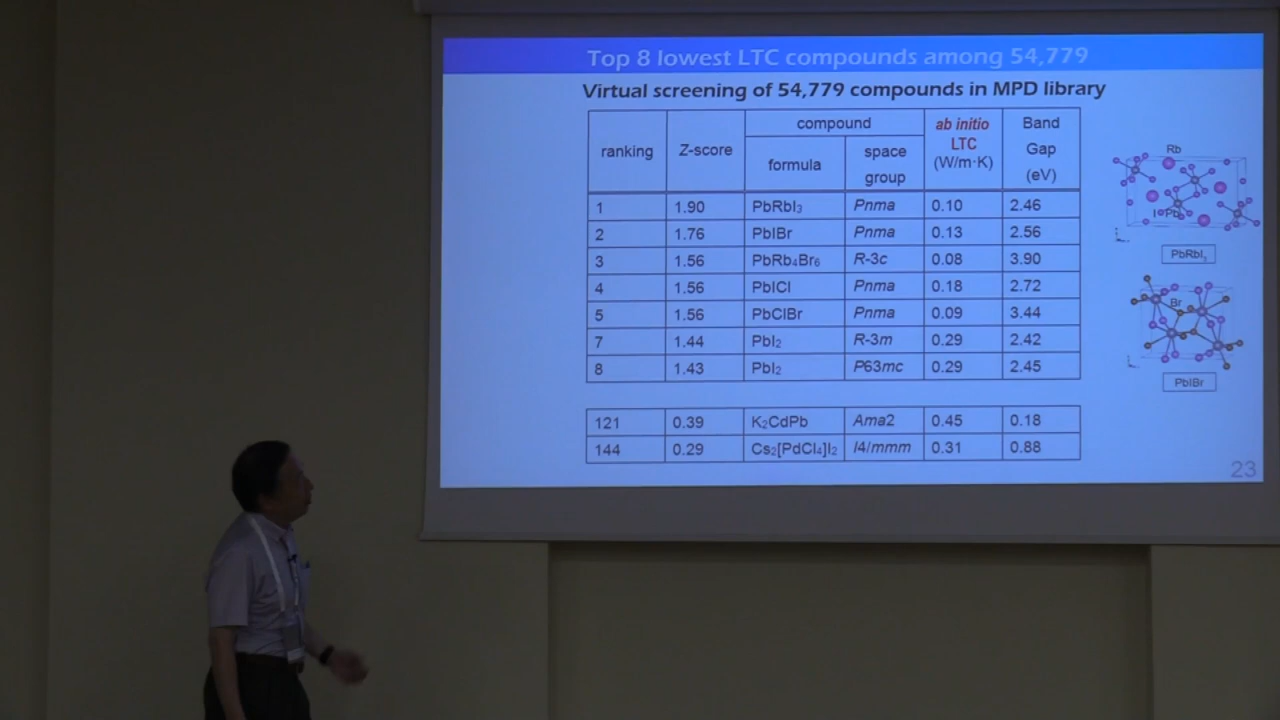 Top 8 lowest LTC compounds among 54,779
Virtual screening of 54,779 compounds in MPD library
ranking Z-score compound ab initio LTC (W/m·K) Band Gap (eV)
formula space group
1 1.90 PbRbI₃ Pnma 0.10 2.46
2 1.76 PbIBr Pnma 0.13 2.56
3 1.56 PbRb₄Br₆ R-3c 0.08 3.90
4 1.56 PbICl Pnma 0.18 2.72
5 1.56 PbClBr Pnma 0.09 3.44
7 1.44 PbI₂ R-3m 0.29 2.42
8 1.43 PbI₂ P63mc 0.29 2.45
121 0.39 K₂CdPb Ama2 0.45 0.18
144 0.29 Cs₂[PdCl₄]I₂ I4/mmm 0.31 0.88
Rb
I Pb
PbRbI₃
Br
PbIBr
23